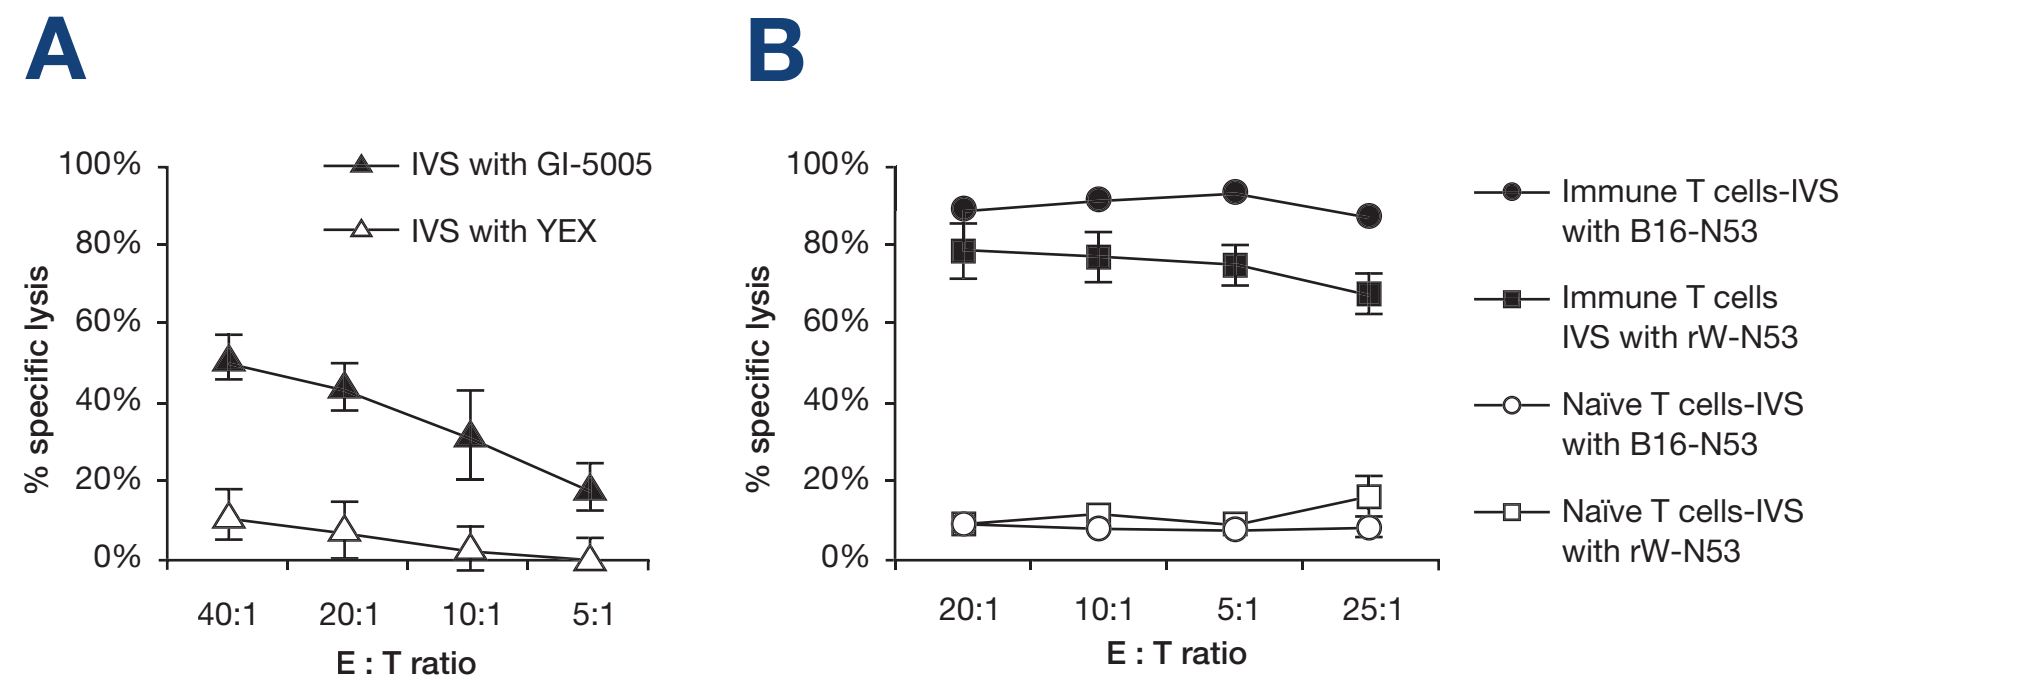 A
100%
80%
60%
40%
20%
0%
% specific lysis
IVS with GI-5005
IVS with YEX
40:1
20:1
10:1
5:1
E : T ratio
B
100%
80%
60%
40%
20%
0%
% specific lysis
20:1
10:1
5:1
25:1
E : T ratio
Immune T cells-IVS
with B16-N53
Immune T cells
IVS with rW-N53
Naïve T cells-IVS
with B16-N53
Naïve T cells-IVS
with rW-N53